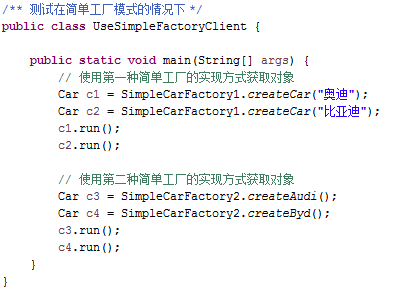 /** 测试在简单工厂模式的情况下 */
public class UseSimpleFactoryClient {
    public static void main(String[] args) {
        // 使用第一种简单工厂的实现方式获取对象
        Car c1 = SimpleCarFactory1.createCar("奥迪");
        Car c2 = SimpleCarFactory1.createCar("比亚迪");
        c1.run();
        c2.run();
        // 使用第二种简单工厂的实现方式获取对象
        Car c3 = SimpleCarFactory2.createAudi();
        Car c4 = SimpleCarFactory2.createByd();
        c3.run();
        c4.run();
    }
}